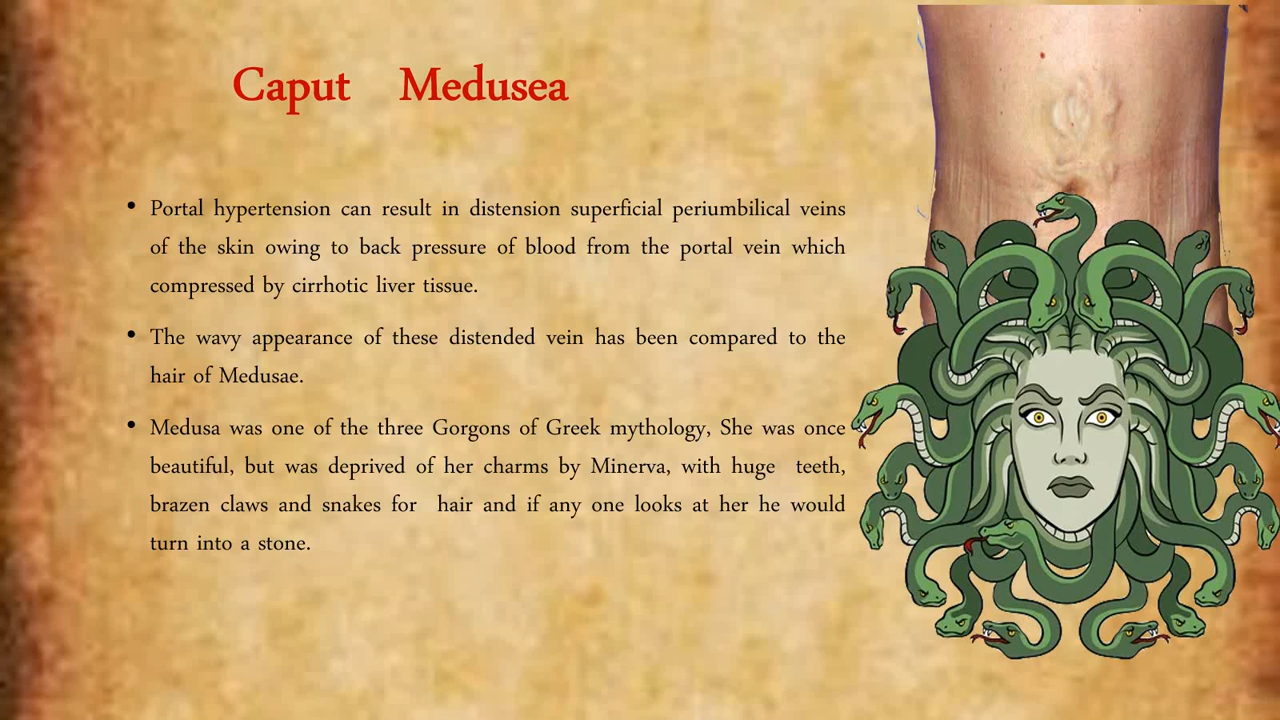 Caput Medusea
• Portal hypertension can result in distension superficial periumbilical veins
of the skin owing to back pressure of blood from the portal vein which
compressed by cirrhotic liver tissue.
• The wavy appearance of these distended vein has been compared to the
hair of Medusae.
• Medusa was one of the three Gorgons of Greek mythology, She was once
beautiful, but was deprived of her charms by Minerva, with huge teeth,
brazen claws and snakes for hair and if any one looks at her he would
turn into a stone.